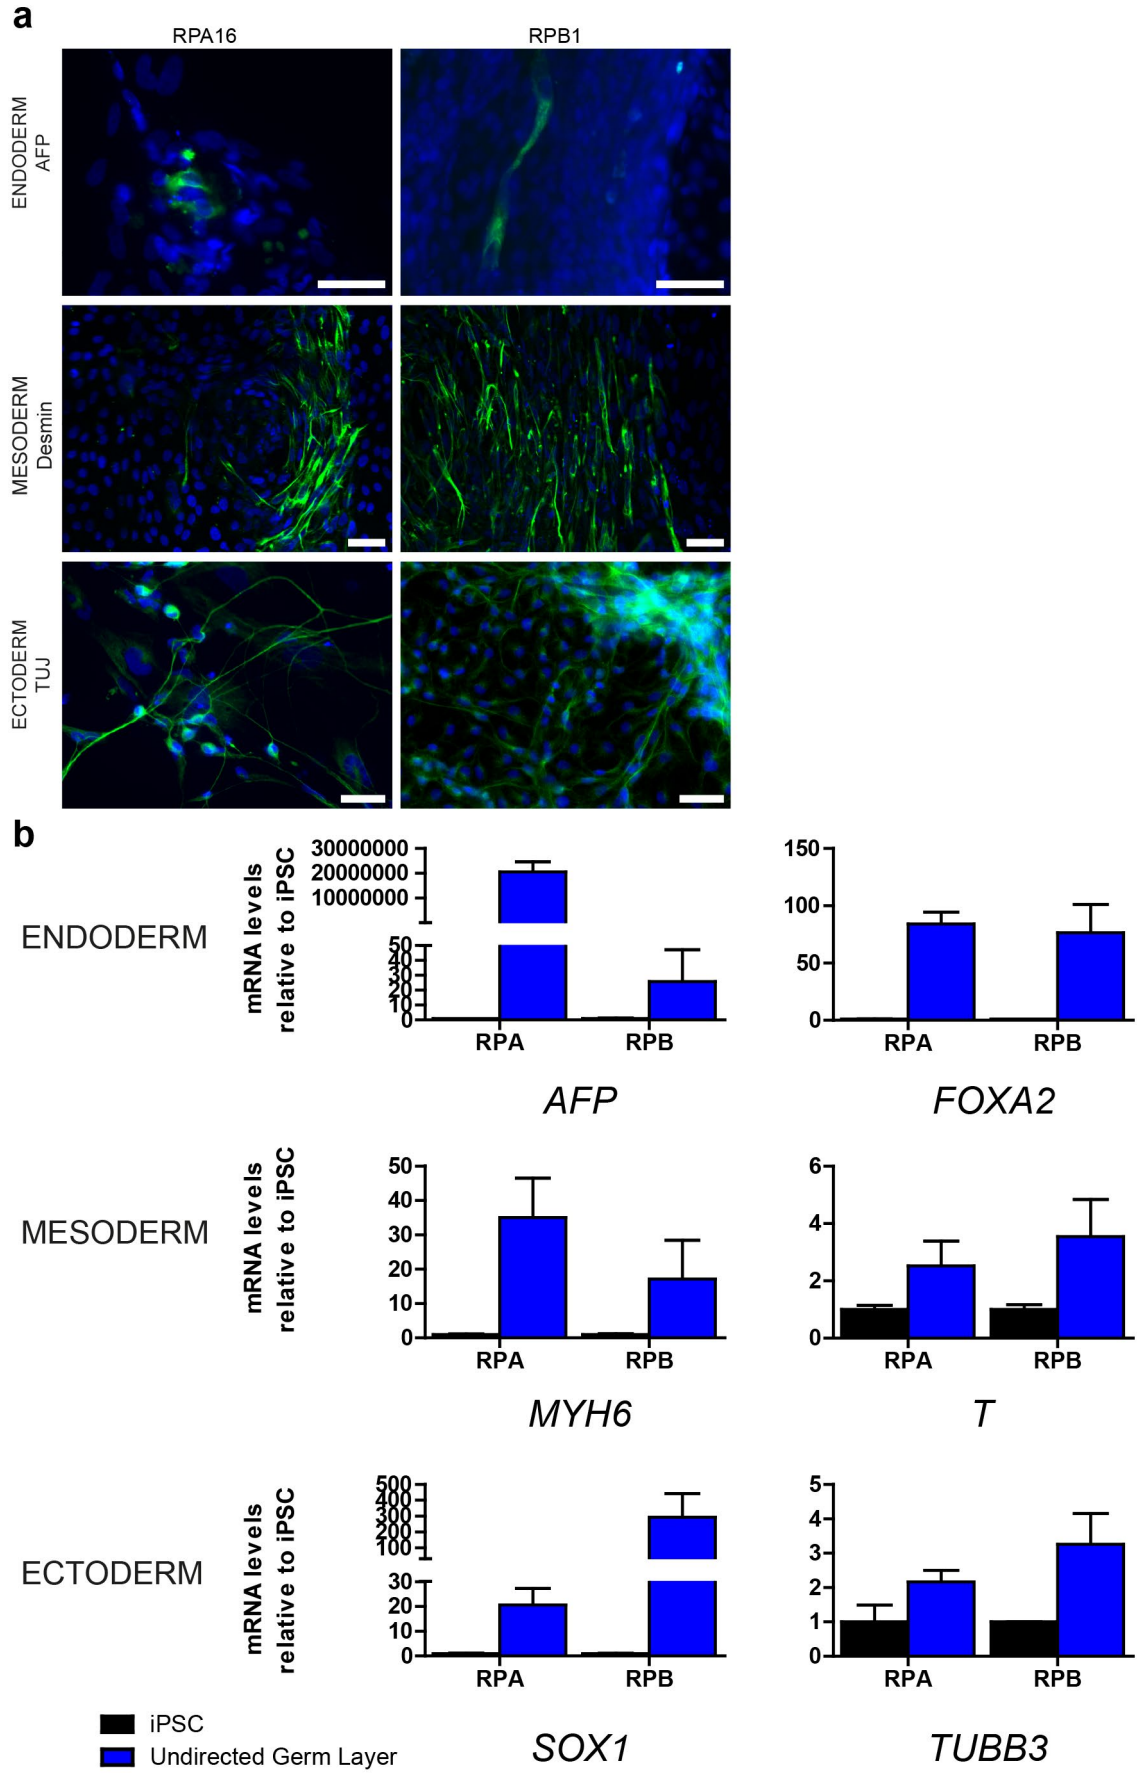 a
RPA16
RPB1
ENDODERM
AFP
MESODERM
Desmin
ECTODERM
TUJ
b
ENDODERM
mRNA levels
relative to iPSC
30000000
20000000
10000000
50
40
30
20
10
0
RPA
RPB
AFP
150
100
50
0
RPA
RPB
FOXA2
MESODERM
mRNA levels
relative to iPSC
50
40
30
20
10
0
RPA
RPB
MYH6
6
4
2
0
RPA
RPB
T
ECTODERM
mRNA levels
relative to iPSC
500
400
300
200
100
30
20
10
0
RPA
RPB
SOX1
5
4
3
2
1
0
RPA
RPB
TUBB3
iPSC
Undirected Germ Layer